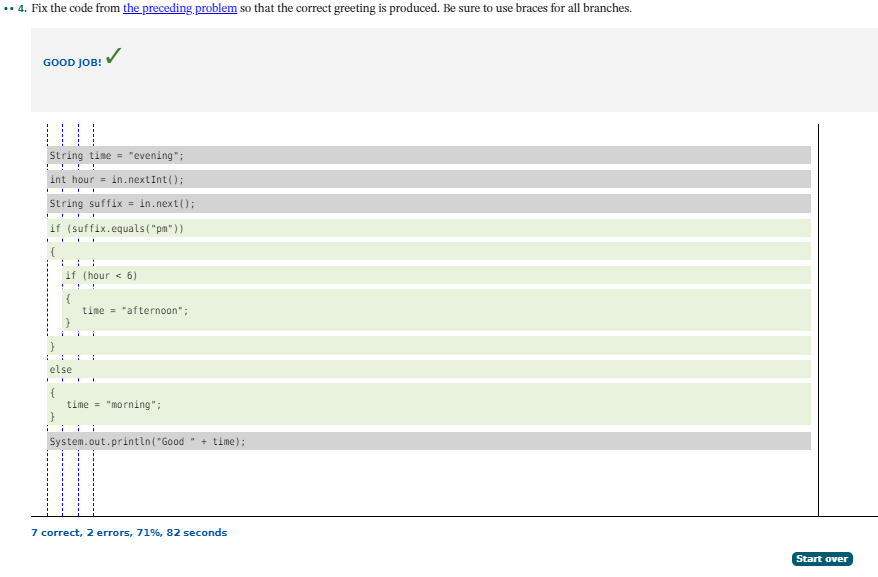 •• 4. Fix the code from the preceding problem so that the correct greeting is produced. Be sure to use braces for all branches.
GOOD JOB! ✓
String time = "evening";
int hour = in.nextInt();
String suffix = in.next();
if (suffix.equals("pm"))
{
if (hour < 6)
{
time = "afternoon";
}
}
else
{
time = "morning";
}
System.out.println("Good " + time);
7 correct, 2 errors, 71%, 82 seconds
Start over